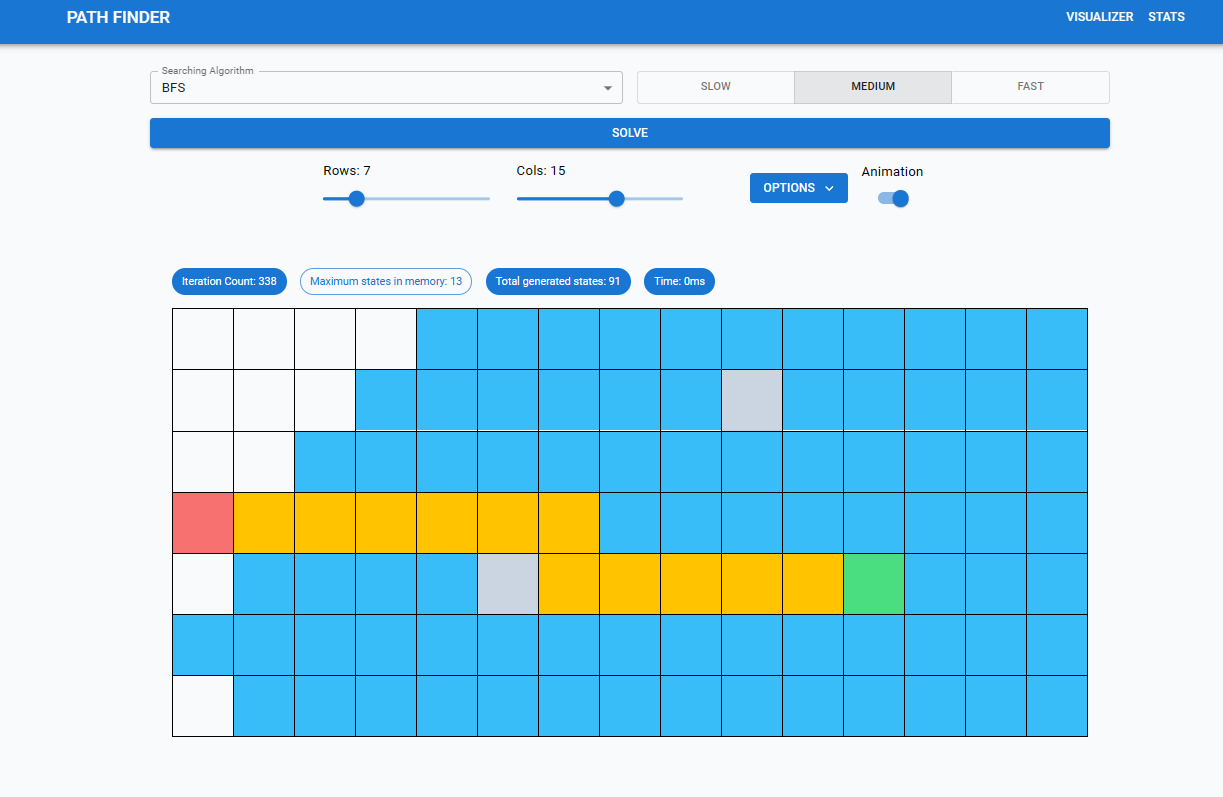 PATH FINDER
VISUALIZER STATS
Searching Algorithm
BFS
SLOW MEDIUM FAST
SOLVE
Rows: 7 Cols: 15 Animation
OPTIONS
Iteration Count: 338 Maximum states in memory: 13 Total generated states: 91 Time: 0ms